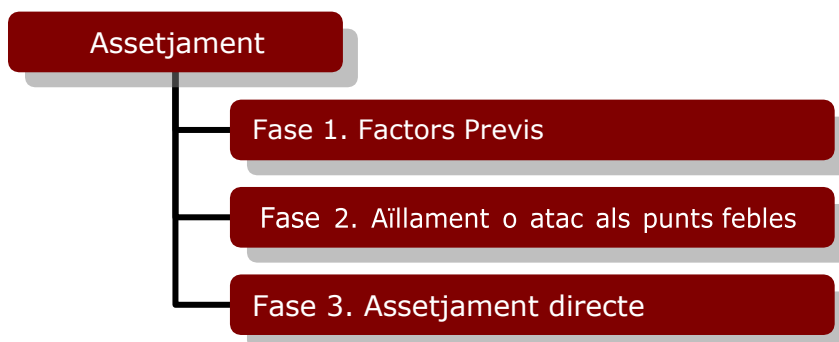 Assetjament
Fase 1. Factors Previs
Fase 2. Aïllament o atac als punts febles
Fase 3. Assetjament directe